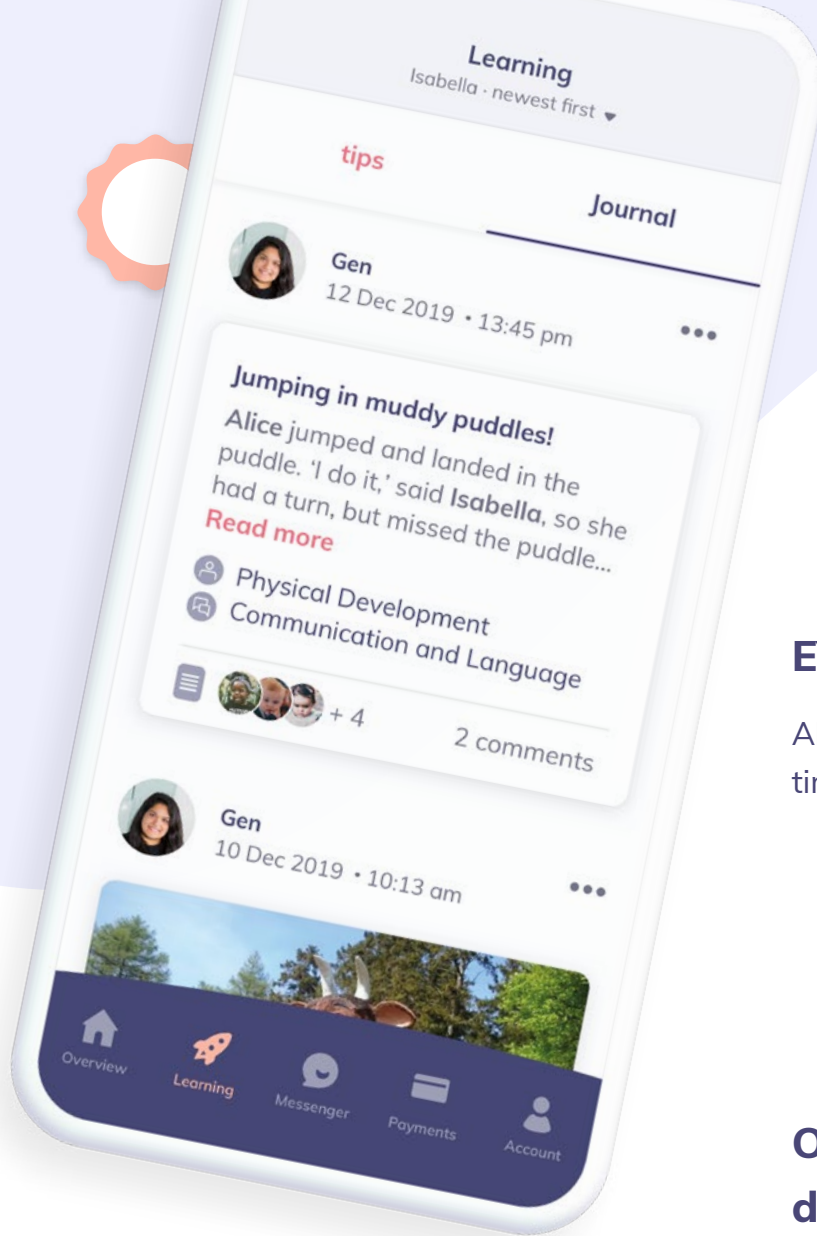 Learning
Isabella · newest first
tips
Journal
Gen
12 Dec 2019 • 13:45 pm
Jumping in muddy puddles!
Alice jumped and landed in the
puddle. ‘I do it,’ said Isabella, so she
had a turn, but missed the puddle...
Read more
Physical Development
Communication and Language
+ 4
2 comments
Gen
10 Dec 2019 • 10:13 am
Overview
Learning
Messenger
Payments
Account